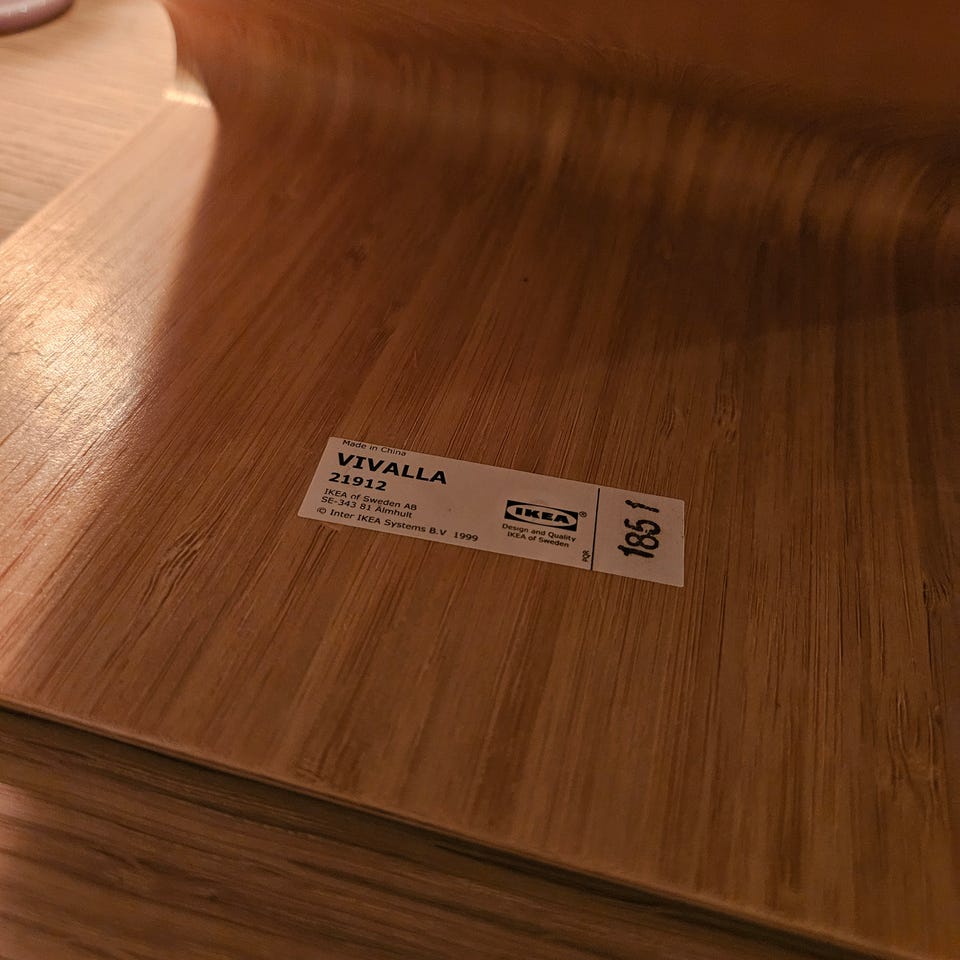 Made in China
VIVALLA
21912
IKEA of Sweden AB
SE-343 81 Älmhult
© Inter IKEA Systems B.V 1999
IKEA®
Design and Quality
IKEA of Sweden
PQR
1851